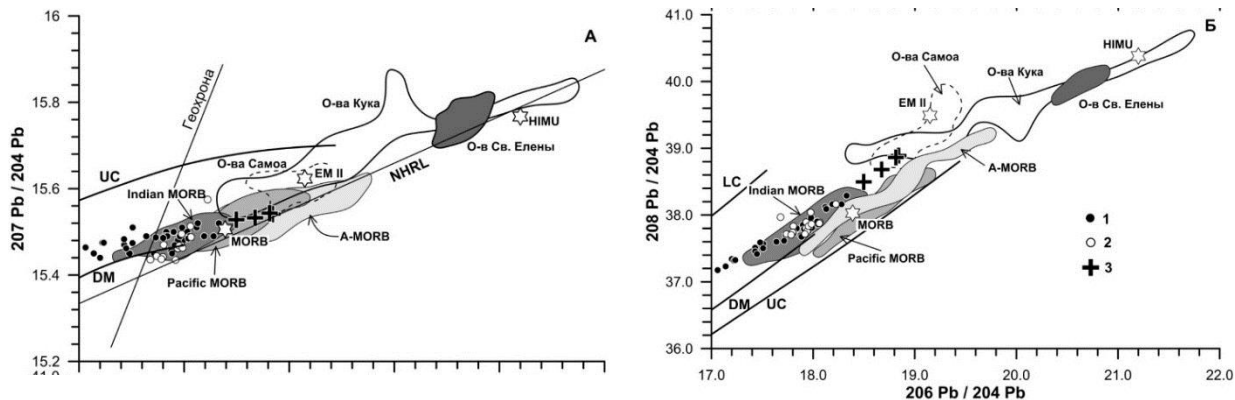 16
15.8
15.6
15.4
15.2
207 Pb / 204 Pb
А
Геохрона
О-ва Кука
HIMU
О-в Св. Елены
UC
О-ва Самоа
EM II
NHRL
Indian MORB
MORB
A-MORB
DM
Pacific MORB
41.0
40.0
39.0
38.0
37.0
36.0
208 Pb / 204 Pb
Б
HIMU
О-ва Самоа
О-ва Кука
EM II
О-в Св. Елены
A-MORB
LC
Indian MORB
MORB
Pacific MORB
DM
UC
1
2
3
17.0 18.0 19.0 20.0 21.0 22.0
206 Pb / 204 Pb